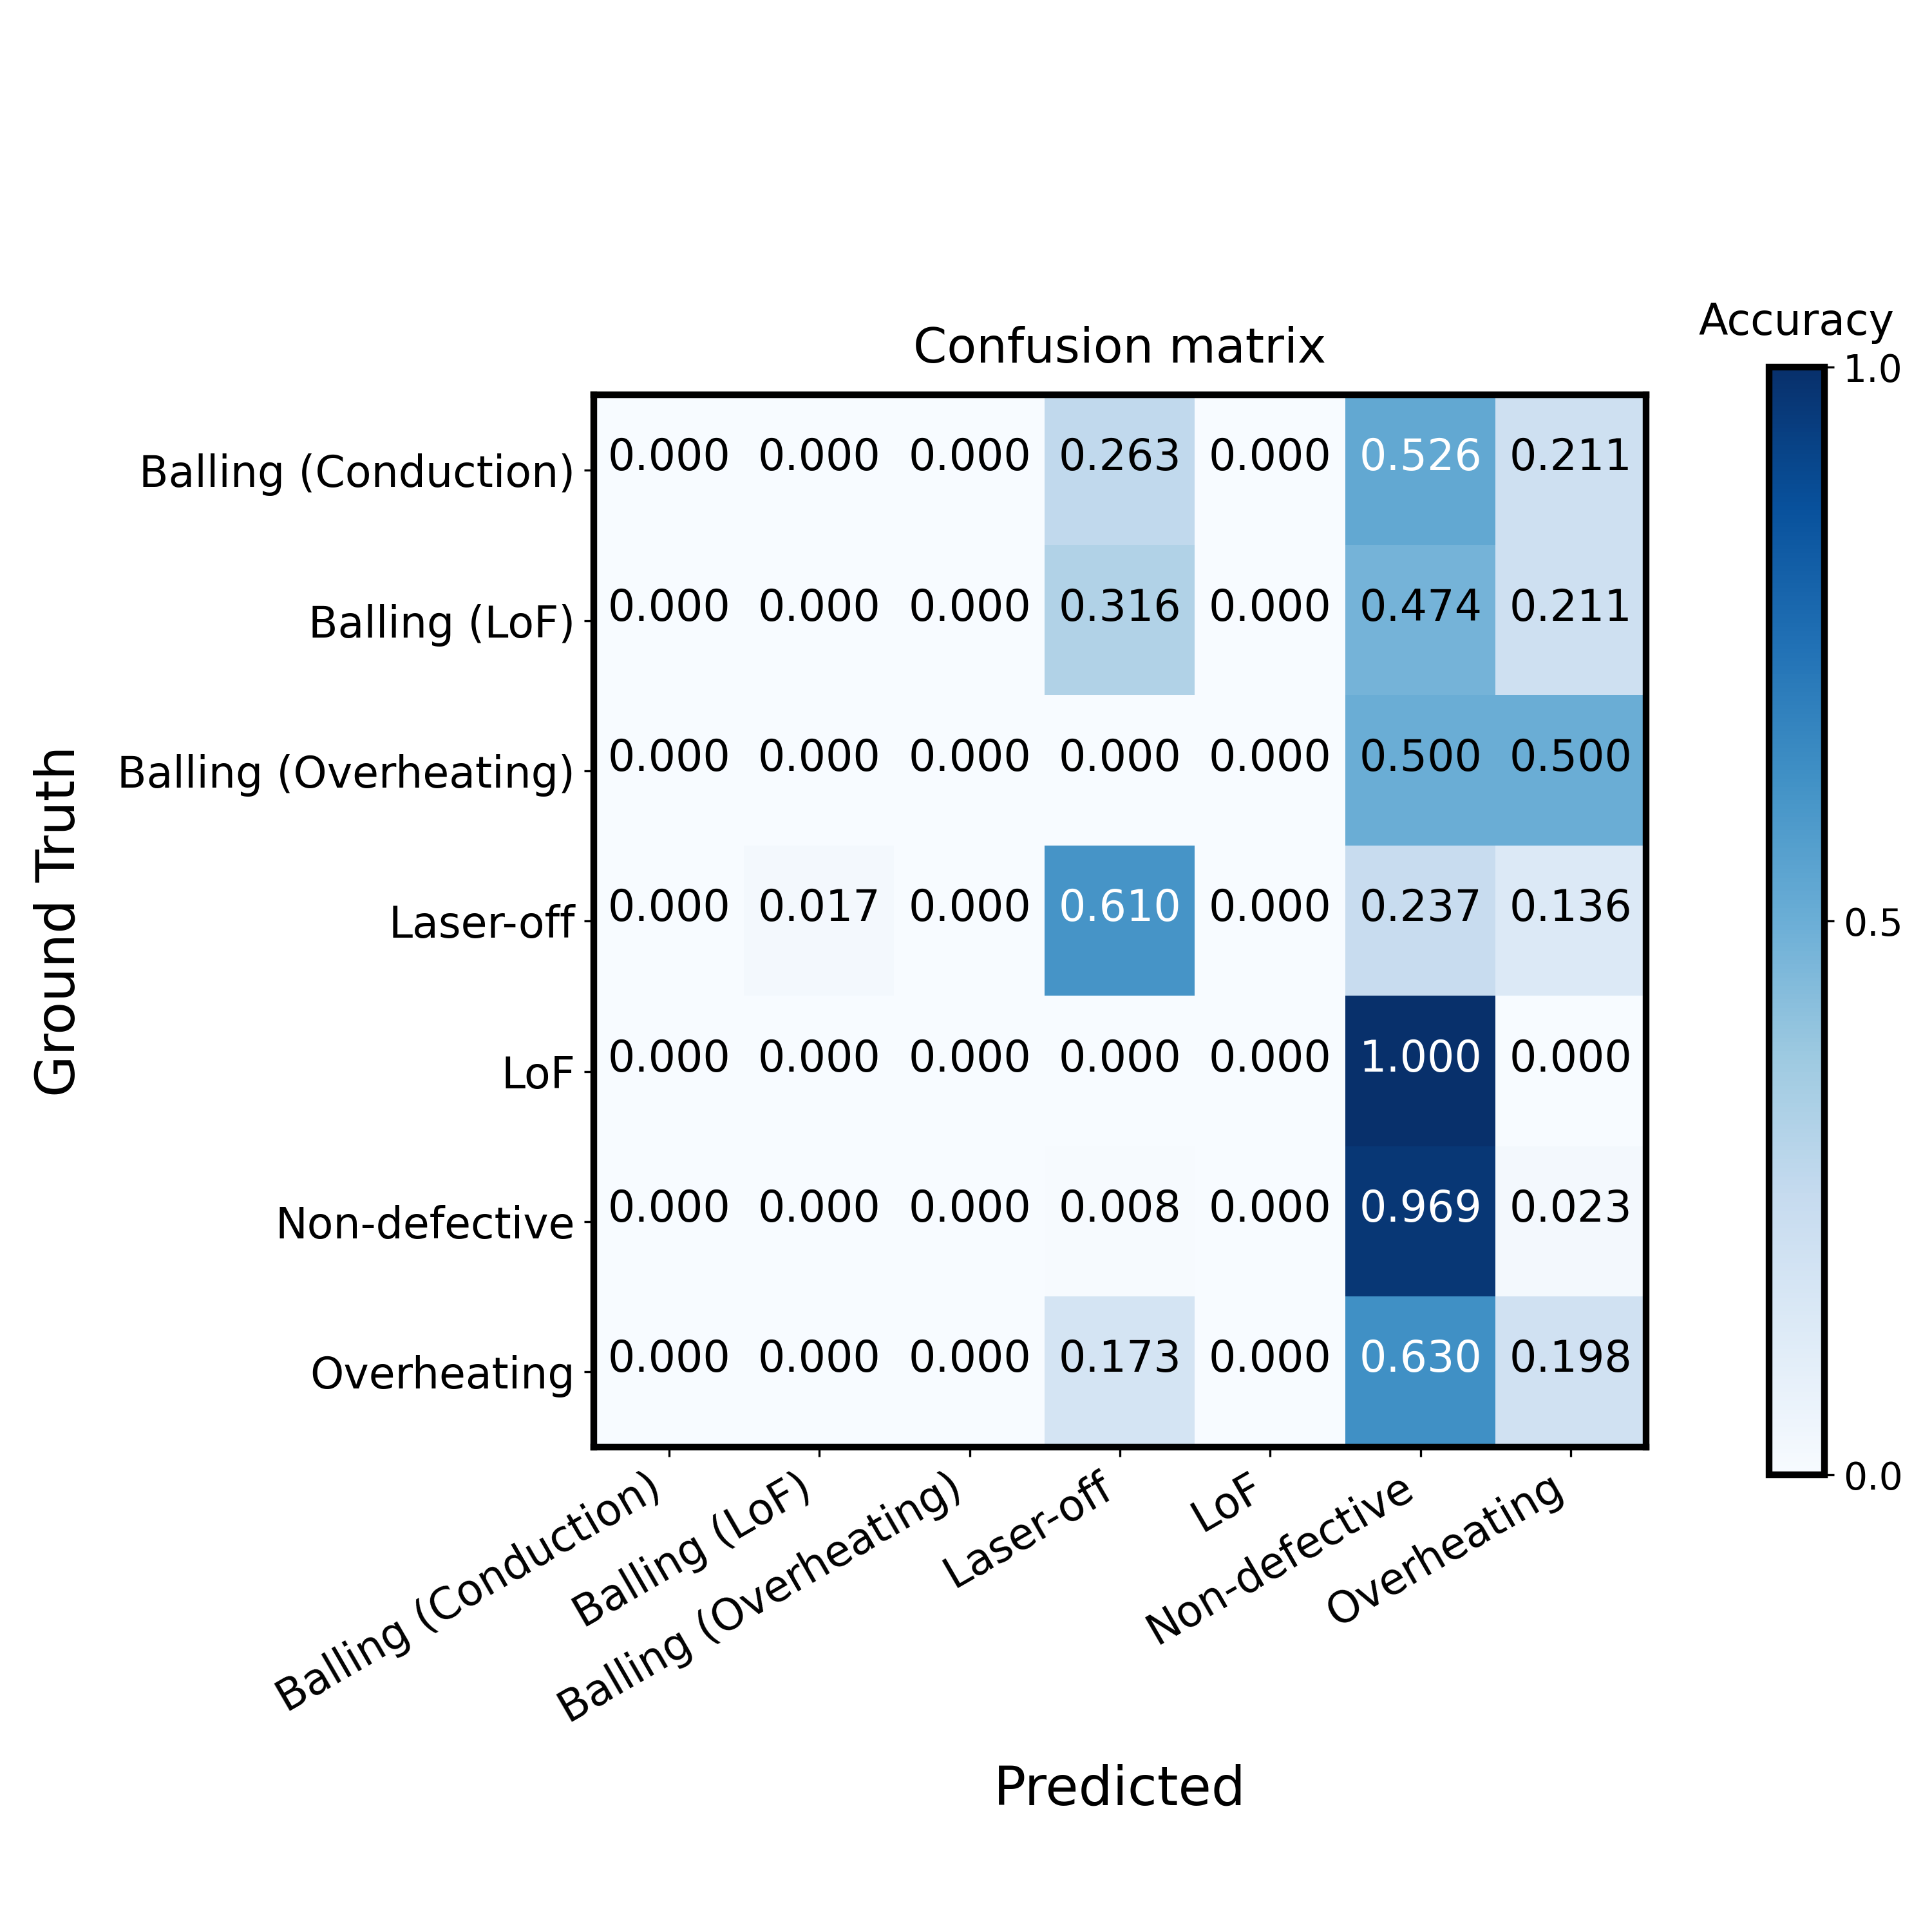 Accuracy
Confusion matrix
1.0
Balling (Conduction) 0.000 0.000 0.000 0.263 0.000 0.526 0.211
Balling (LoF) 0.000 0.000 0.000 0.316 0.000 0.474 0.211
Balling (Overheating) 0.000 0.000 0.000 0.000 0.000 0.500 0.500
Ground Truth
Laser-off 0.000 0.017 0.000 0.610 0.000 0.237 0.136
0.5
LoF 0.000 0.000 0.000 0.000 0.000 1.000 0.000
Non-defective 0.000 0.000 0.000 0.008 0.000 0.969 0.023
Overheating 0.000 0.000 0.000 0.173 0.000 0.630 0.198
0.0
Balling (Conduction)
Balling (LoF)
Balling (Overheating)
Laser-off
LoF
Non-defective
Overheating
Predicted